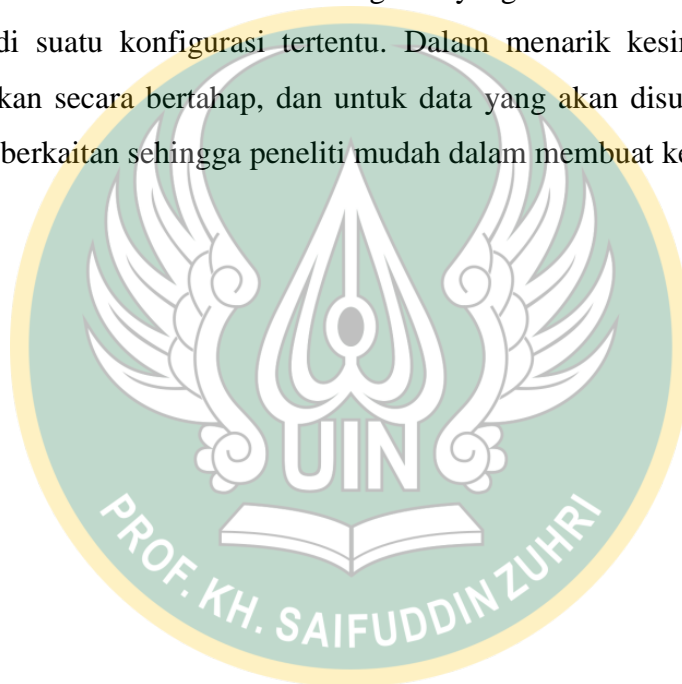 di suatu konfigurasi tertentu. Dalam menarik
kan secara bertahap, dan untuk data yang akan
berkaitan sehingga peneliti mudah dalam membuat
UIN
PROF. KH. SAIFUDDIN ZUHRI